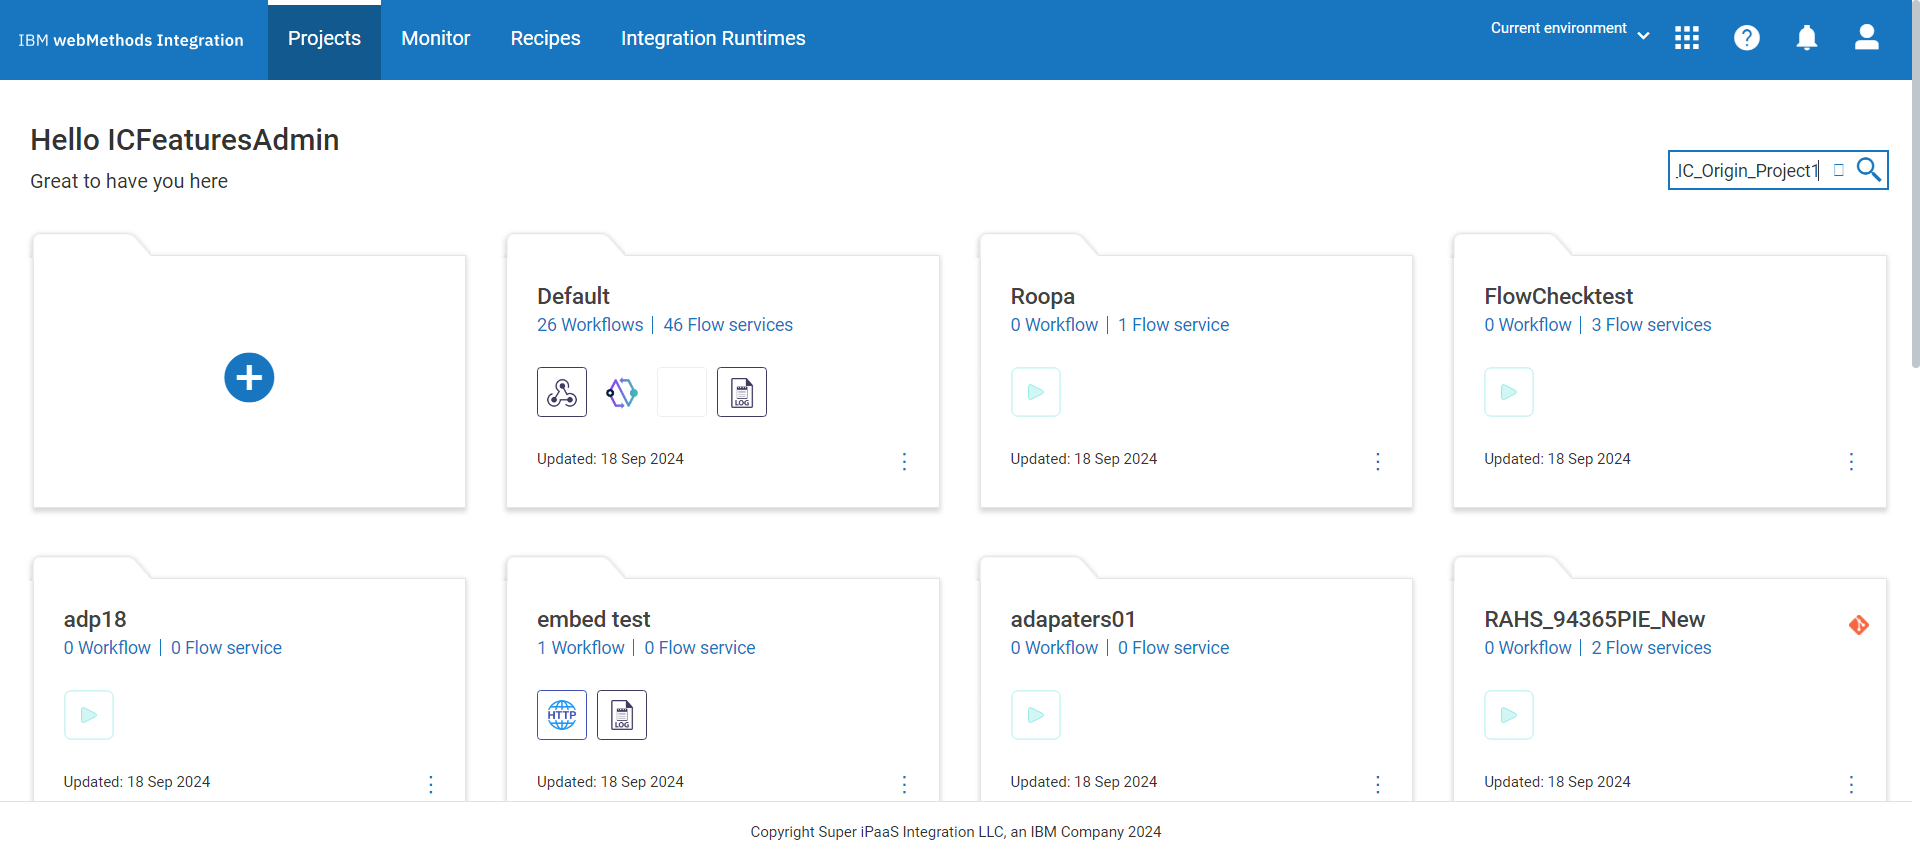 IBM webMethods Integration
Projects
Monitor
Recipes
Integration Runtimes
Current environment
Hello ICFeaturesAdmin
Great to have you here
IC_Origin_Project1
Default
26 Workflows | 46 Flow services
LOG
Updated: 18 Sep 2024
Roopa
0 Workflow | 1 Flow service
Updated: 18 Sep 2024
FlowChecktest
0 Workflow | 3 Flow services
Updated: 18 Sep 2024
adp18
0 Workflow | 0 Flow service
Updated: 18 Sep 2024
embed test
1 Workflow | 0 Flow service
HTTP
LOG
Updated: 18 Sep 2024
adapaters01
0 Workflow | 0 Flow service
Updated: 18 Sep 2024
RAHS_94365PIE_New
0 Workflow | 2 Flow services
Updated: 18 Sep 2024
Copyright Super iPaaS Integration LLC, an IBM Company 2024